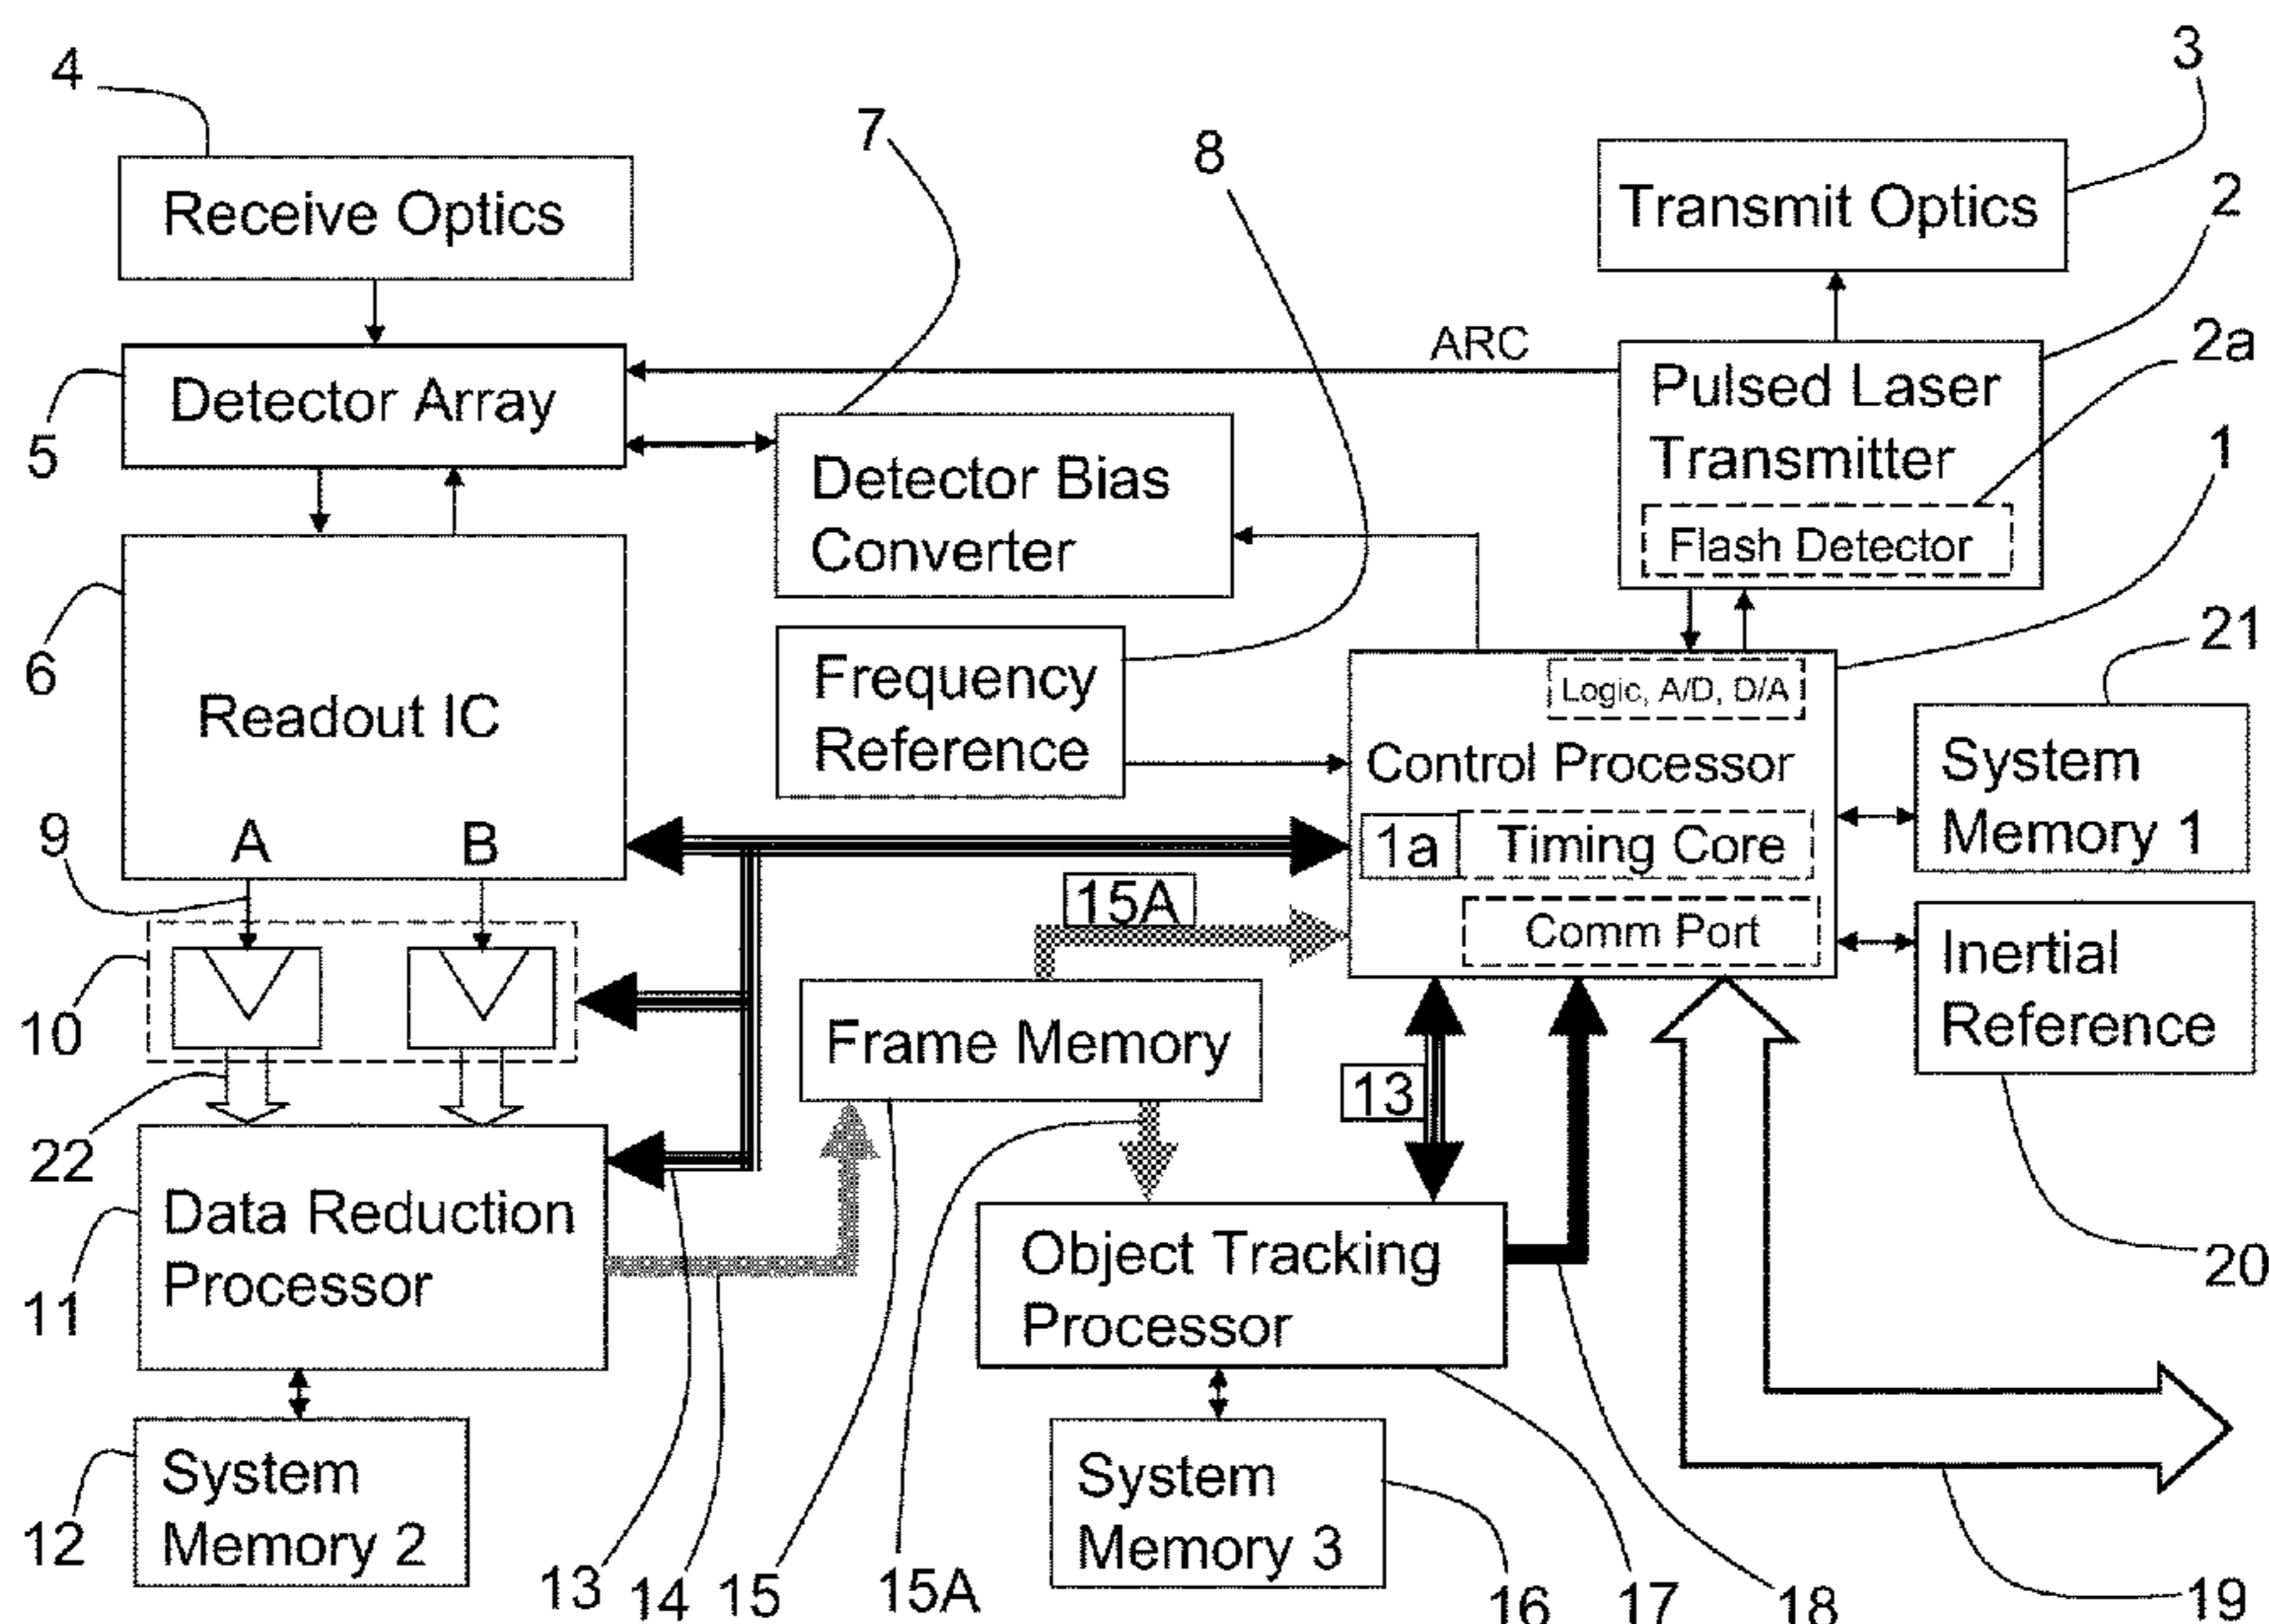 4
3
7
8
2
Receive Optics
Transmit Optics
ARC
2a
Detector Array
Pulsed Laser
Transmitter
5
1
Detector Bias
Converter
Flash Detector
6
21
Frequency
Reference
Logic, A/D, D/A
Readout IC
Control Processor
System
Memory 1
9
A
B
1a
Timing Core
15A
Comm Port
Inertial
Reference
10
Frame Memory
13
22
Data Reduction
Processor
Object Tracking
Processor
20
11
System
Memory 2
System
Memory 3
12
13
14
15
15A
16
17
18
19